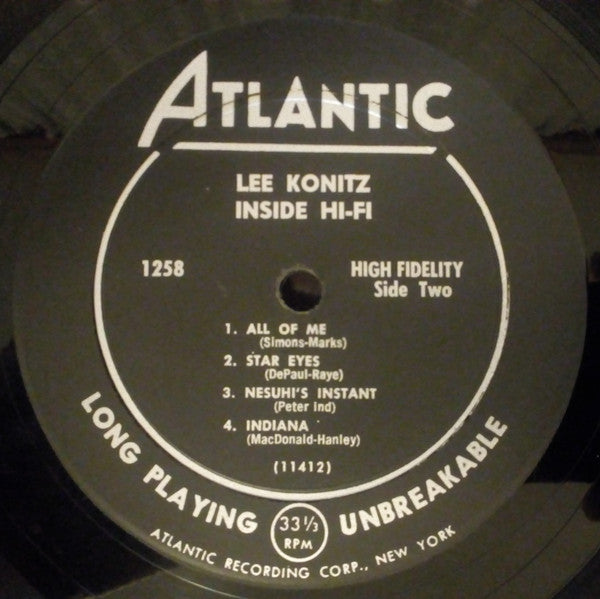 ATLANTIC
LEE KONITZ
INSIDE HI-FI
1258
HIGH FIDELITY
Side Two
1. ALL OF ME
(Simons-Marks)
2. STAR EYES
(DePaul-Raye)
3. NESUHI'S INSTANT
(Peter Ind)
4. INDIANA
(MacDonald-Hanley)
(11412)
LONG PLAYING
33 1/3
RPM
UNBREAKABLE
ATLANTIC RECORDING CORP., NEW YORK